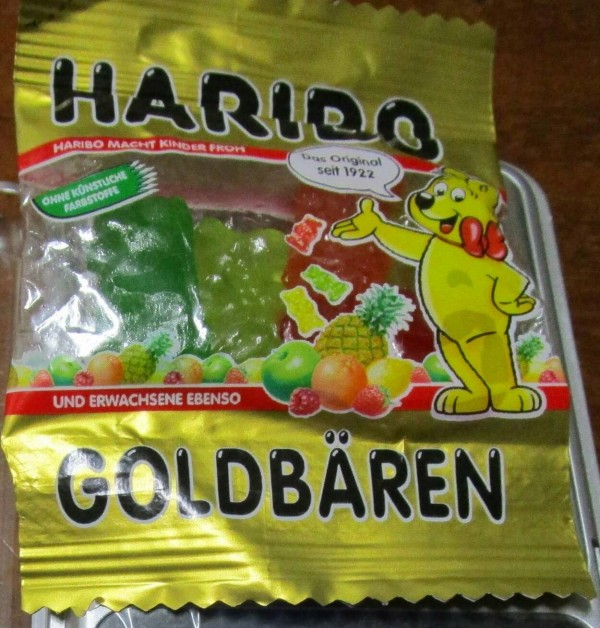 HARIBO
HARIBO MACHT KINDER FROH
Das Original
seit 1922
OHNE KÜNSTLICHE
FARBSTOFFE
UND ERWACHSENE EBENSO
GOLDBÄREN